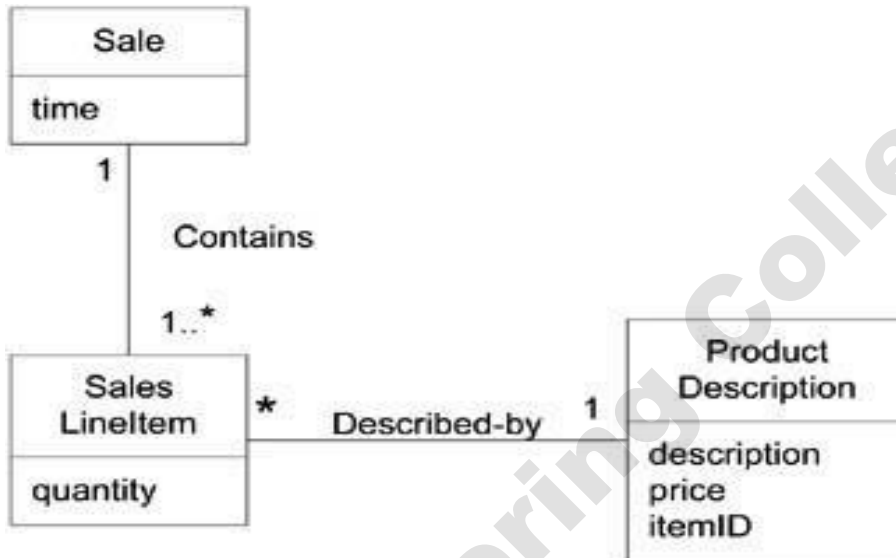 Sale
time
1
Contains
1..*
Sales
LineItem
quantity
*
Described-by
1
Product
Description
description
price
itemID